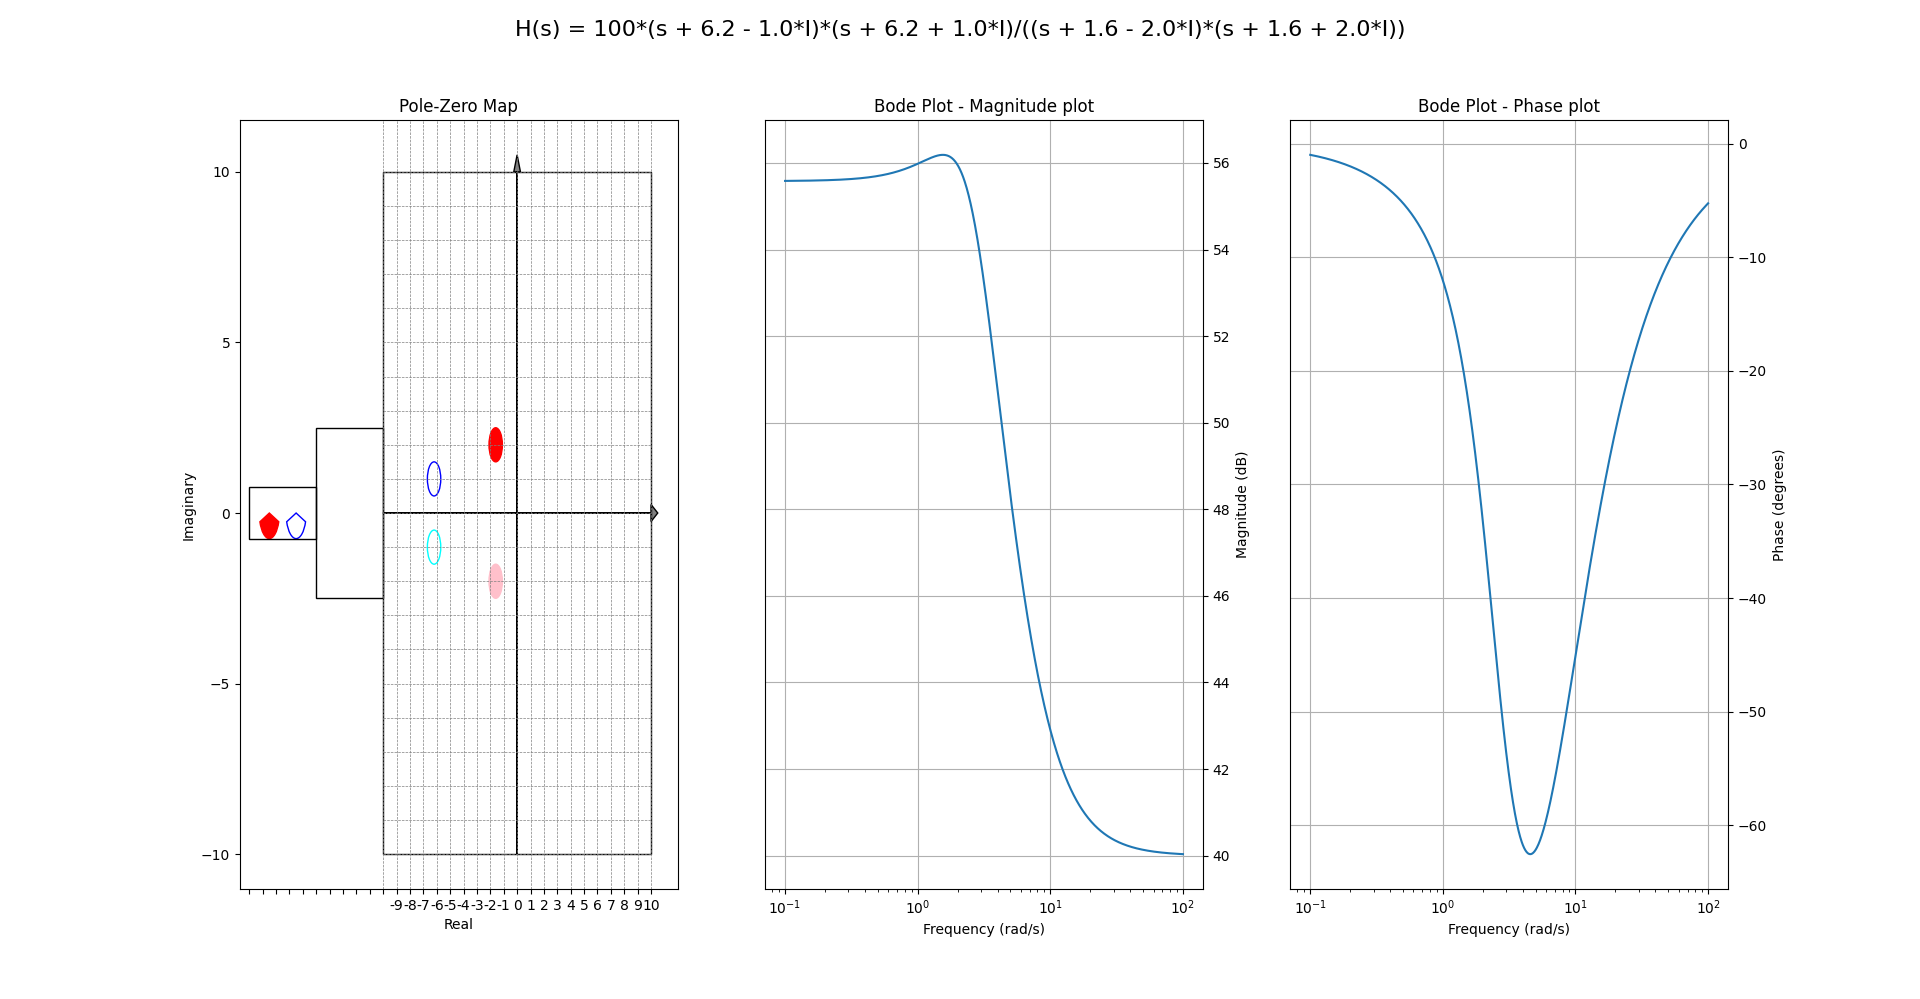 H(s) = 100*(s + 6.2 - 1.0*I)*(s + 6.2 + 1.0*I)/((s + 1.6 - 2.0*I)*(s + 1.6 + 2.0*I))
Pole-Zero Map
10
5
0
−5
−10
Imaginary
-9 -8 -7 -6 -5 -4 -3 -2 -1 0 1 2 3 4 5 6 7 8 9 10
Real
Bode Plot - Magnitude plot
56
54
52
50
48
46
44
42
40
Magnitude (dB)
10⁻¹ 10⁰ 10¹ 10²
Frequency (rad/s)
Bode Plot - Phase plot
0
−10
−20
−30
−40
−50
−60
Phase (degrees)
10⁻¹ 10⁰ 10¹ 10²
Frequency (rad/s)